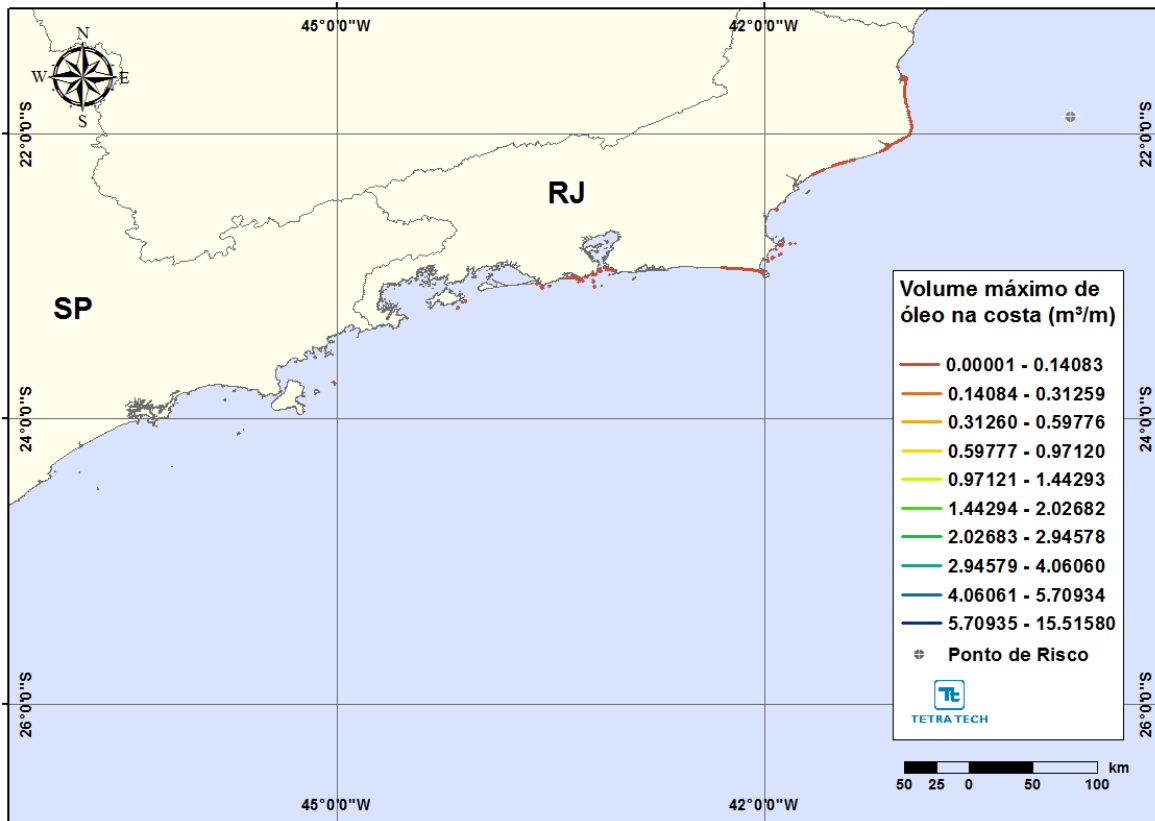 45°0'0"W
42°0'0"W
N
W
E
S
22°0'0"S
22°0'0"S
RJ
SP
24°0'0"S
24°0'0"S
26°0'0"S
26°0'0"S
Volume máximo de
óleo na costa (m³/m)
0.00001 - 0.14083
0.14084 - 0.31259
0.31260 - 0.59776
0.59777 - 0.97120
0.97121 - 1.44293
1.44294 - 2.02682
2.02683 - 2.94578
2.94579 - 4.06060
4.06061 - 5.70934
5.70935 - 15.51580
Ponto de Risco
Tt
TETRA TECH
km
50 25 0 50 100
45°0'0"W
42°0'0"W